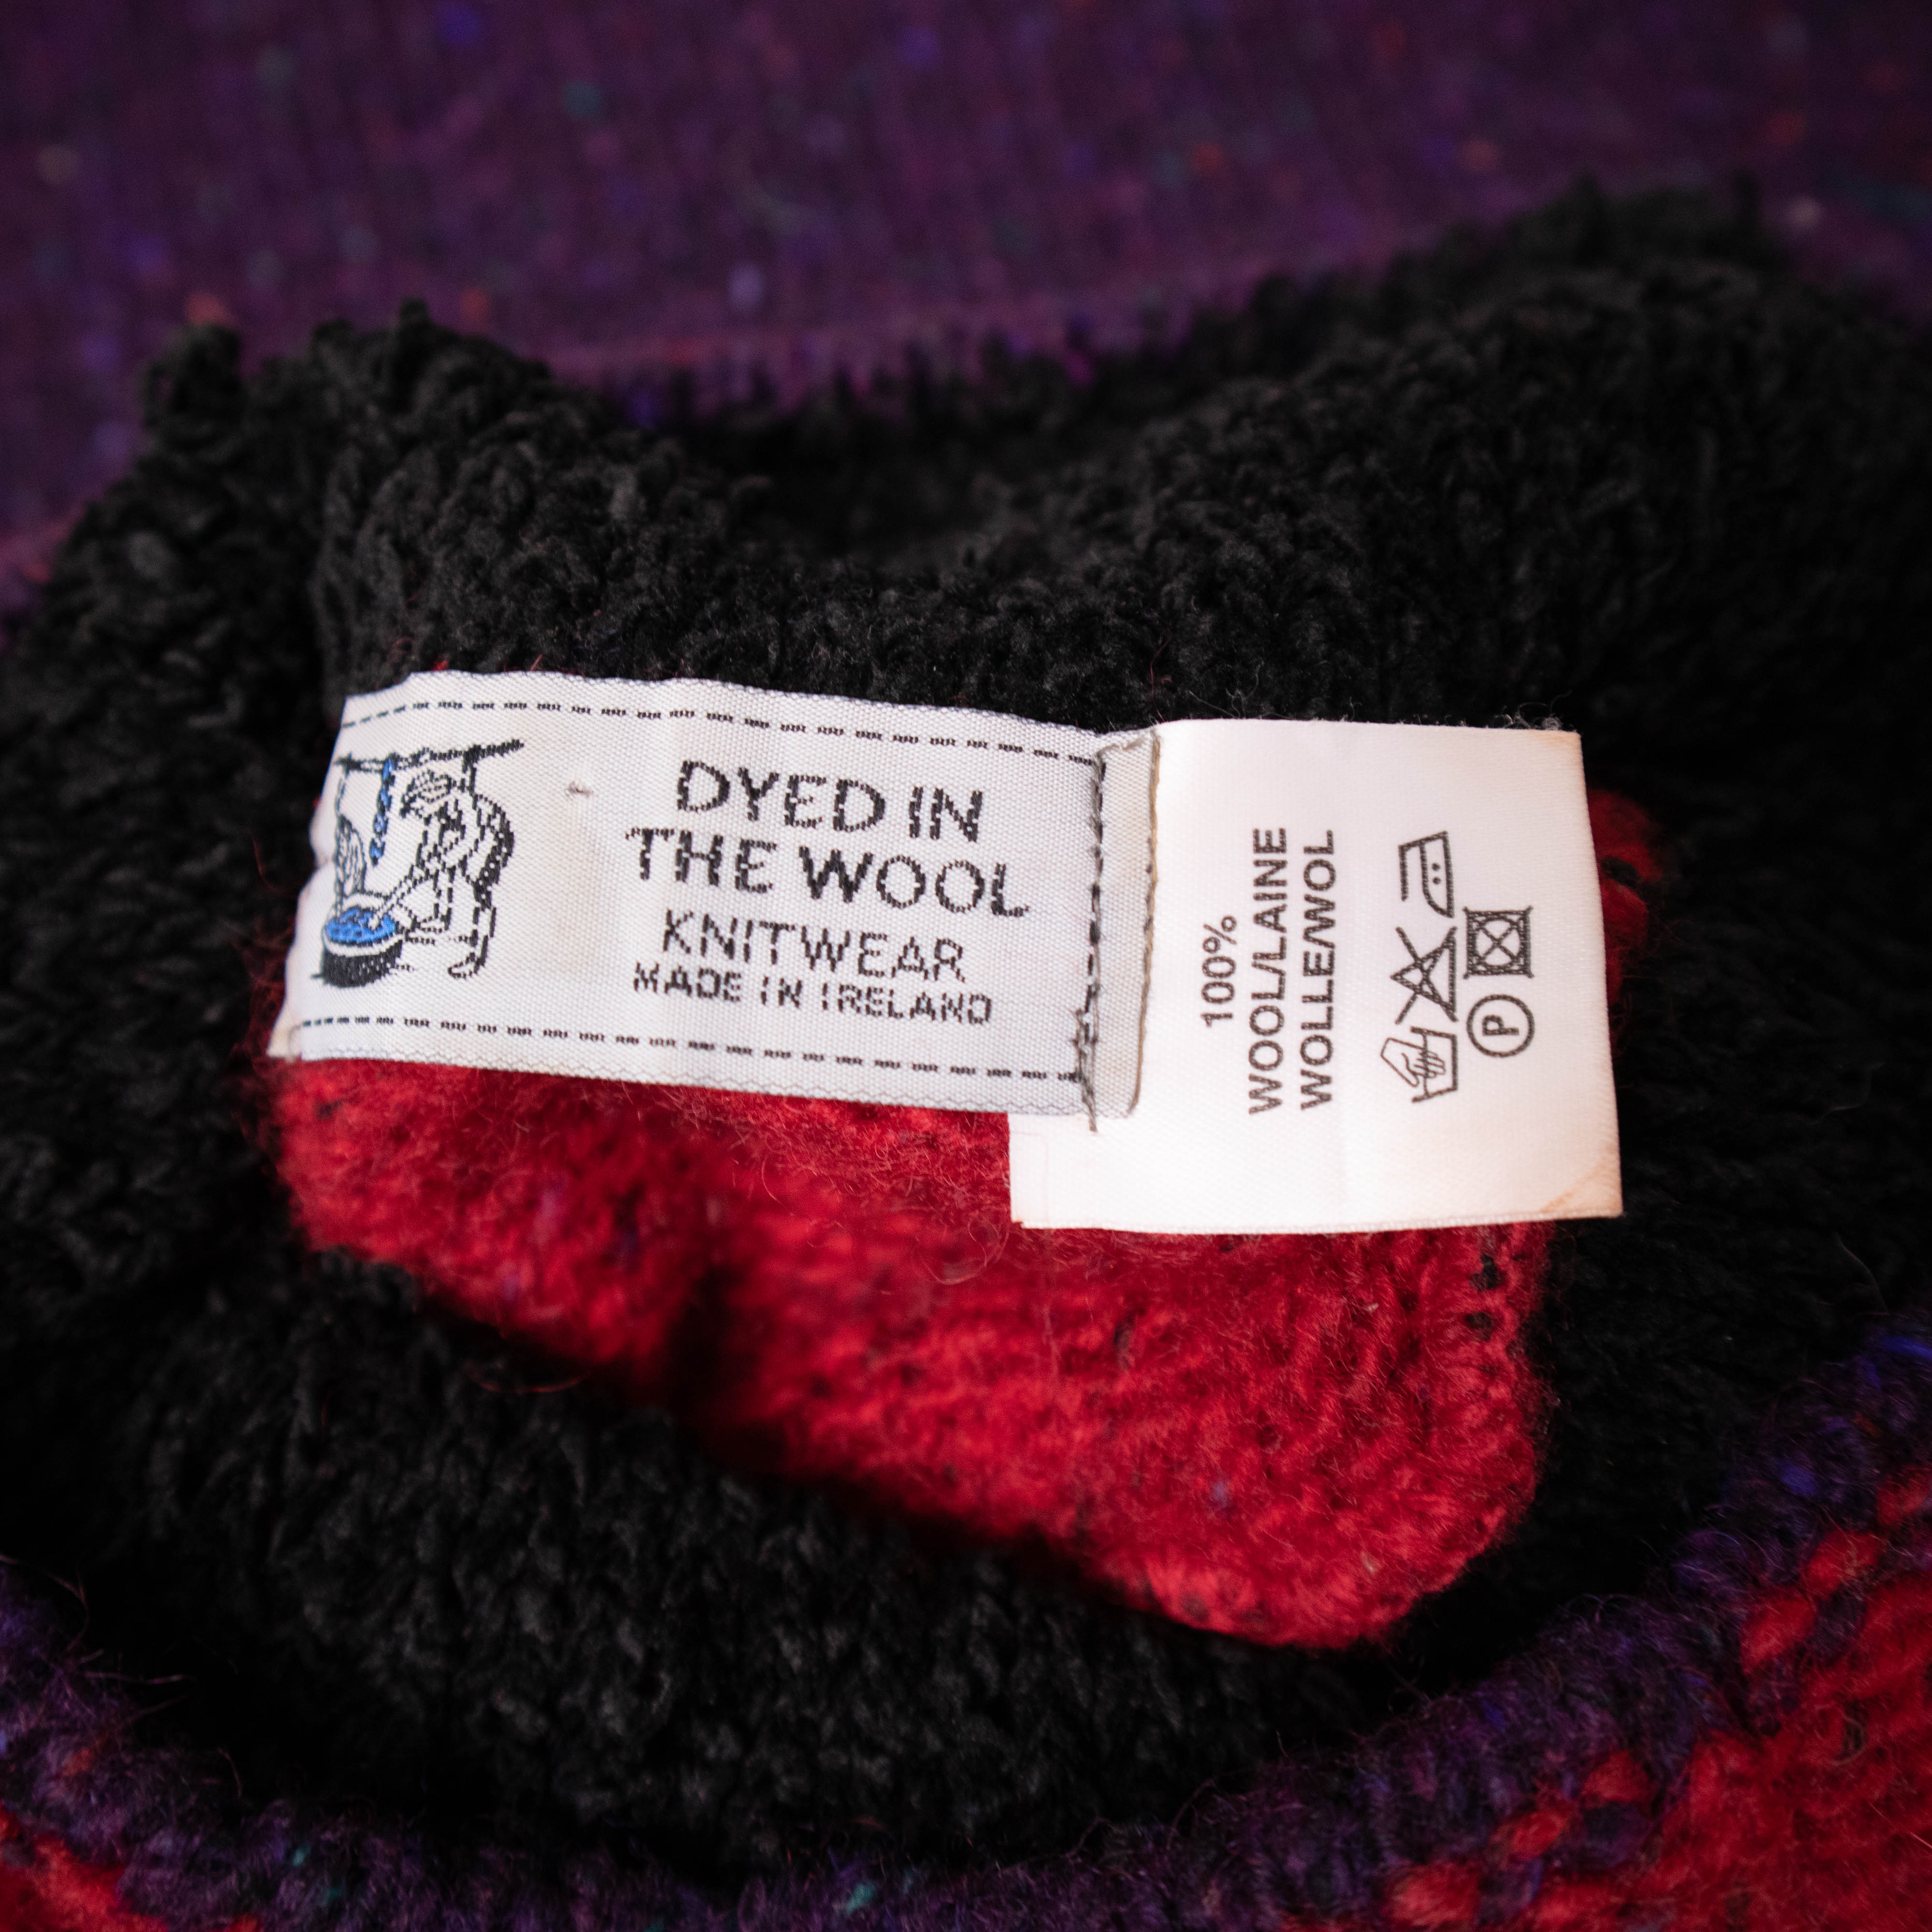 DYED IN
THE WOOL
KNITWEAR
MADE IN IRELAND
100%
WOOL/LAINE
WOLLE/WOL
P